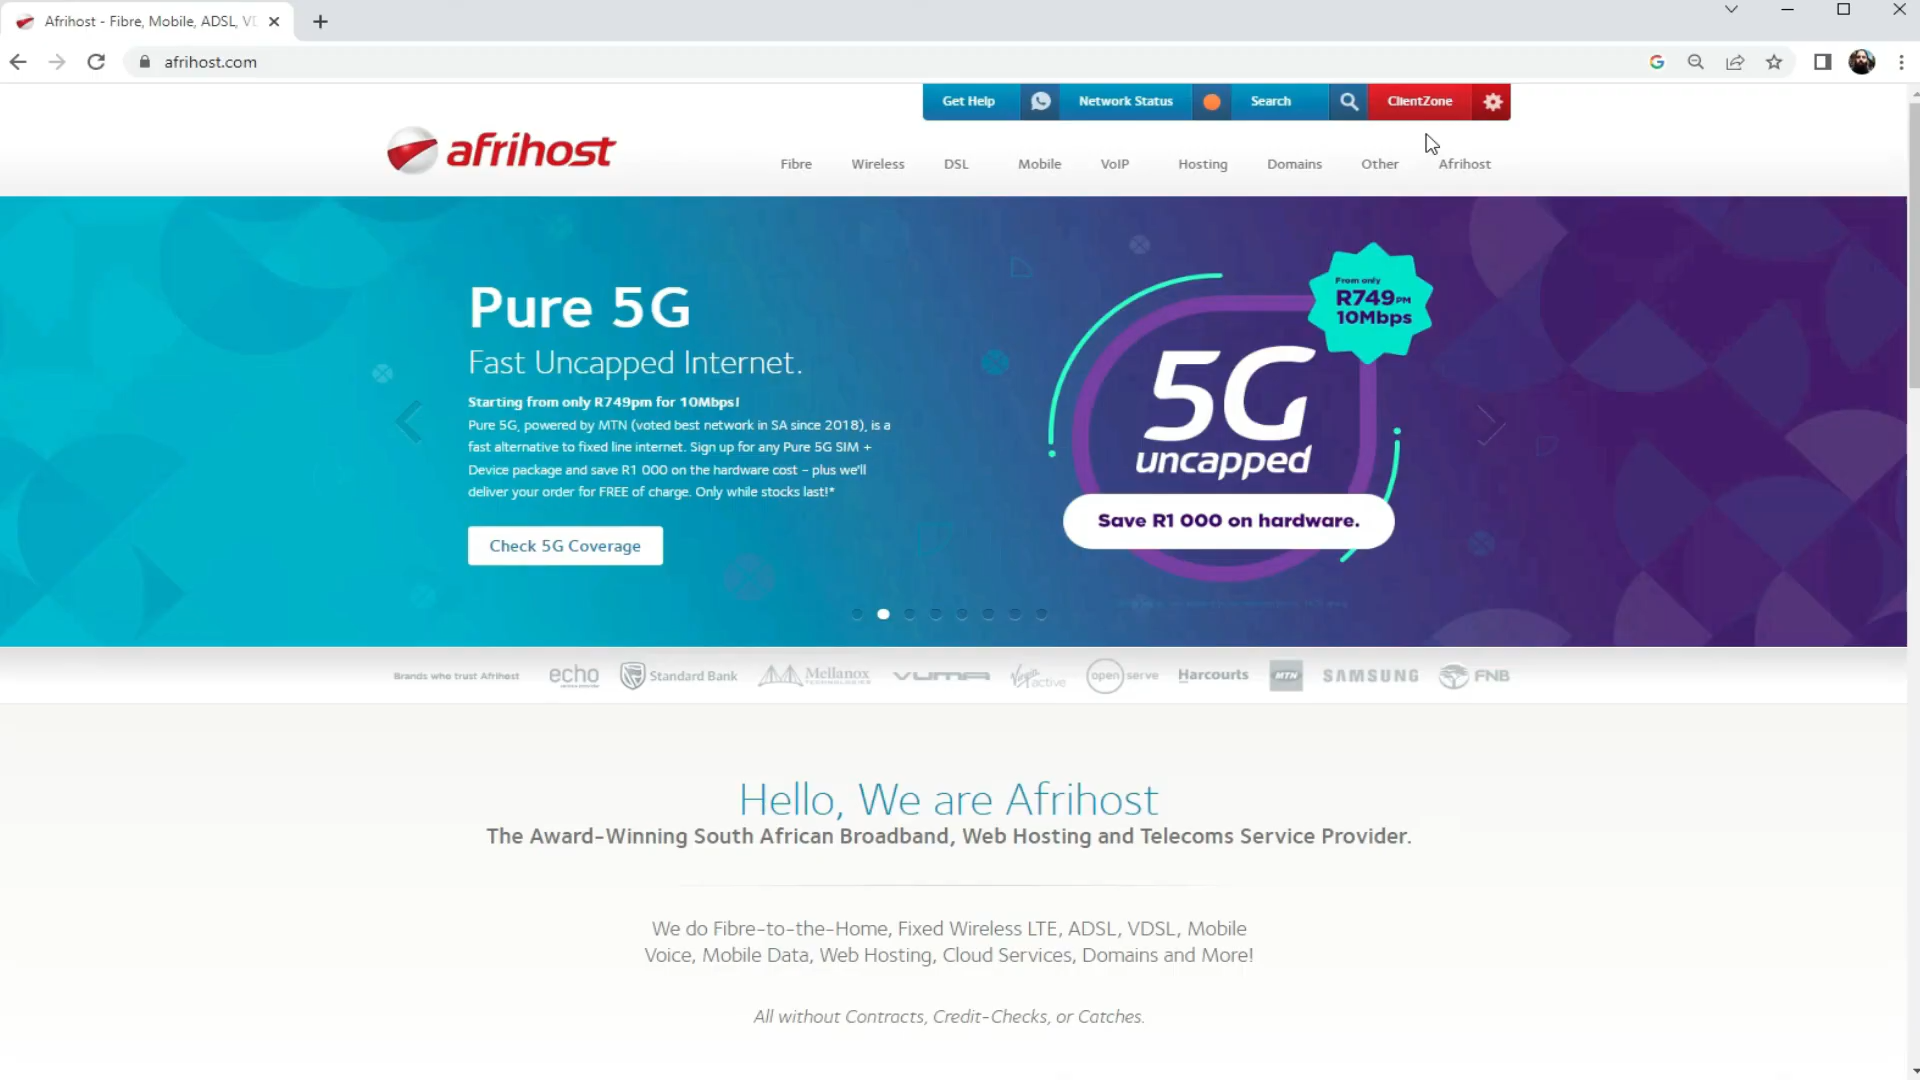 Afrihost - Fibre, Mobile, ADSL, VD
afrihost.com
Get Help
Network Status
Search
ClientZone
afrihost
Fibre
Wireless
DSL
Mobile
VoIP
Hosting
Domains
Other
Afrihost
Pure 5G
Fast Uncapped Internet.
Starting from only R749pm for 10Mbps!
Pure 5G, powered by MTN (voted best network in SA since 2018), is a
fast alternative to fixed line internet. Sign up for any Pure 5G SIM +
Device package and save R1 000 on the hardware cost – plus we'll
deliver your order for FREE of charge. Only while stocks last!*
Check 5G Coverage
From only
R749PM
10Mbps
5G
uncapped
Save R1 000 on hardware.
Brands who trust Afrihost
echo
Standard Bank
Mellanox
TECHNOLOGIES
VUMA
Virgin
active
open serve
Harcourts
MTN
SAMSUNG
FNB
Hello, We are Afrihost
The Award-Winning South African Broadband, Web Hosting and Telecoms Service Provider.
We do Fibre-to-the-Home, Fixed Wireless LTE, ADSL, VDSL, Mobile
Voice, Mobile Data, Web Hosting, Cloud Services, Domains and More!
All without Contracts, Credit-Checks, or Catches.